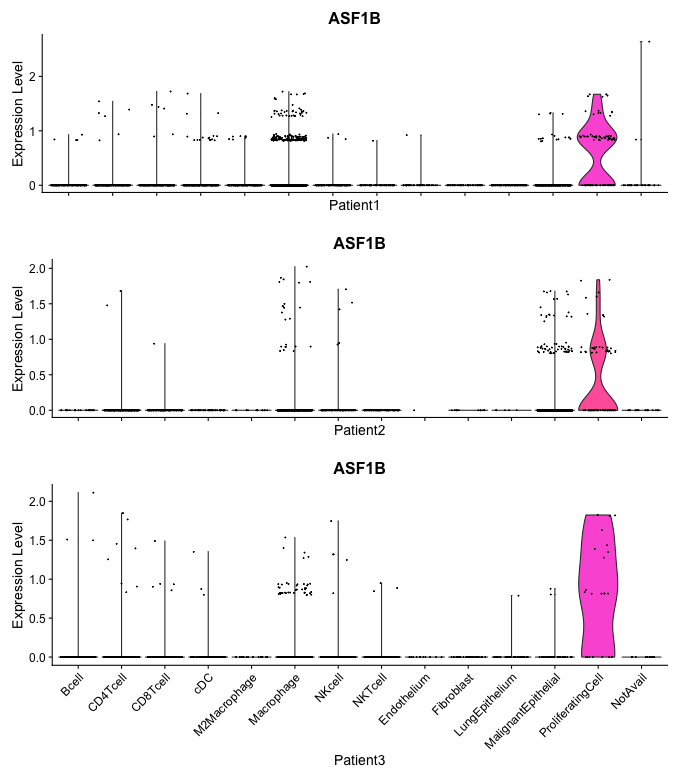 ASF1B
Expression Level
2
1
0
Patient1
ASF1B
Expression Level
2.0
1.5
1.0
0.5
0.0
Patient2
ASF1B
Expression Level
2.0
1.5
1.0
0.5
0.0
Bcell
CD4Tcell
CD8Tcell
cDC
M2Macrophage
Macrophage
NKcell
NKTcell
Endothelium
Fibroblast
LungEpithelium
MalignantEpithelial
ProliferatingCell
NotAvail
Patient3